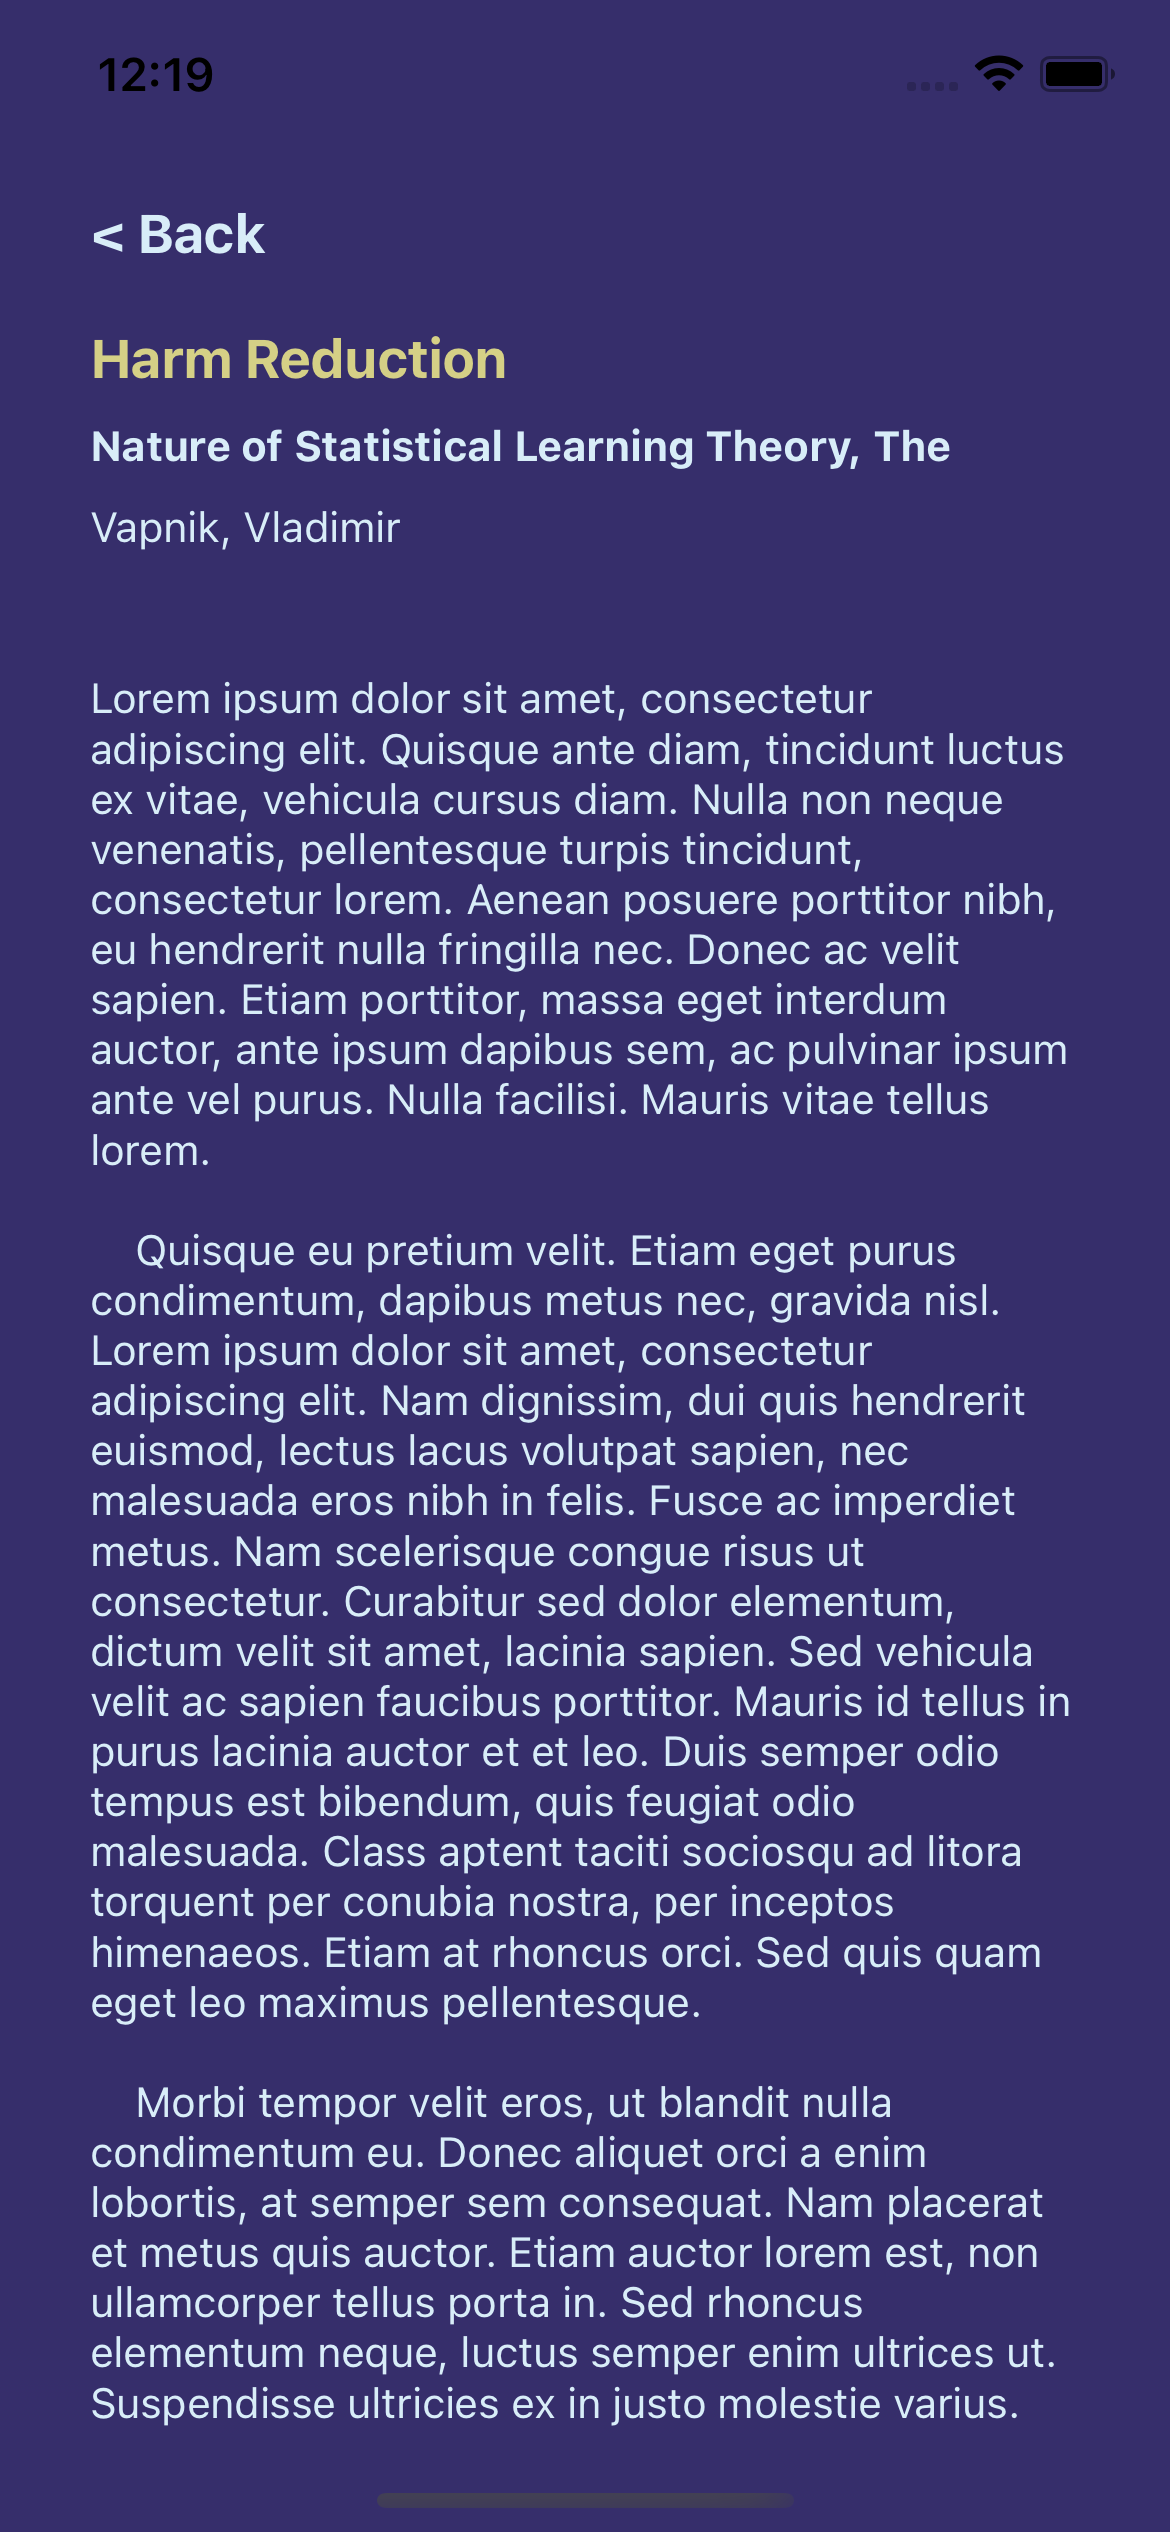 12:19
< Back
Harm Reduction
Nature of Statistical Learning Theory, The
Vapnik, Vladimir
Lorem ipsum dolor sit amet, consectetur
adipiscing elit. Quisque ante diam, tincidunt luctus
ex vitae, vehicula cursus diam. Nulla non neque
venenatis, pellentesque turpis tincidunt,
consectetur lorem. Aenean posuere porttitor nibh,
eu hendrerit nulla fringilla nec. Donec ac velit
sapien. Etiam porttitor, massa eget interdum
auctor, ante ipsum dapibus sem, ac pulvinar ipsum
ante vel purus. Nulla facilisi. Mauris vitae tellus
lorem.
Quisque eu pretium velit. Etiam eget purus
condimentum, dapibus metus nec, gravida nisl.
Lorem ipsum dolor sit amet, consectetur
adipiscing elit. Nam dignissim, dui quis hendrerit
euismod, lectus lacus volutpat sapien, nec
malesuada eros nibh in felis. Fusce ac imperdiet
metus. Nam scelerisque congue risus ut
consectetur. Curabitur sed dolor elementum,
dictum velit sit amet, lacinia sapien. Sed vehicula
velit ac sapien faucibus porttitor. Mauris id tellus in
purus lacinia auctor et et leo. Duis semper odio
tempus est bibendum, quis feugiat odio
malesuada. Class aptent taciti sociosqu ad litora
torquent per conubia nostra, per inceptos
himenaeos. Etiam at rhoncus orci. Sed quis quam
eget leo maximus pellentesque.
Morbi tempor velit eros, ut blandit nulla
condimentum eu. Donec aliquet orci a enim
lobortis, at semper sem consequat. Nam placerat
et metus quis auctor. Etiam auctor lorem est, non
ullamcorper tellus porta in. Sed rhoncus
elementum neque, luctus semper enim ultrices ut.
Suspendisse ultricies ex in justo molestie varius.